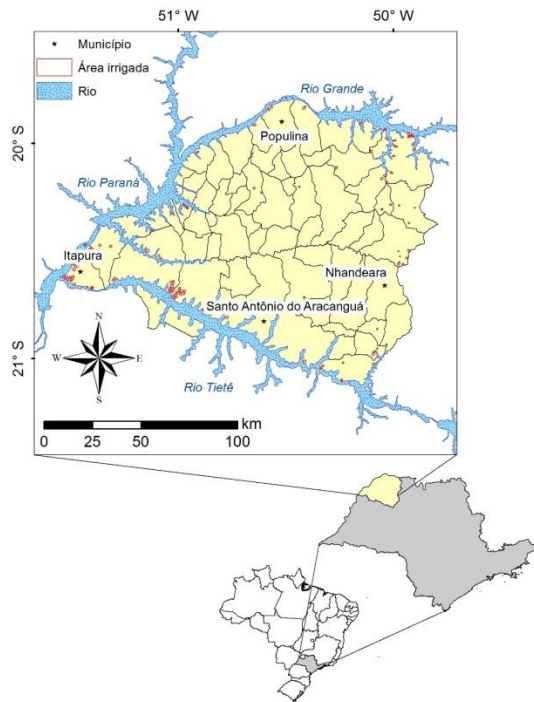 51° W
50° W
Município
Área irrigada
Rio
Rio Grande
Populina
20° S
Rio Paraná
Itapura
Nhandeara
Santo Antônio do Aracanguá
21° S
N
W
E
S
Rio Tietê
km
0 25 50 100